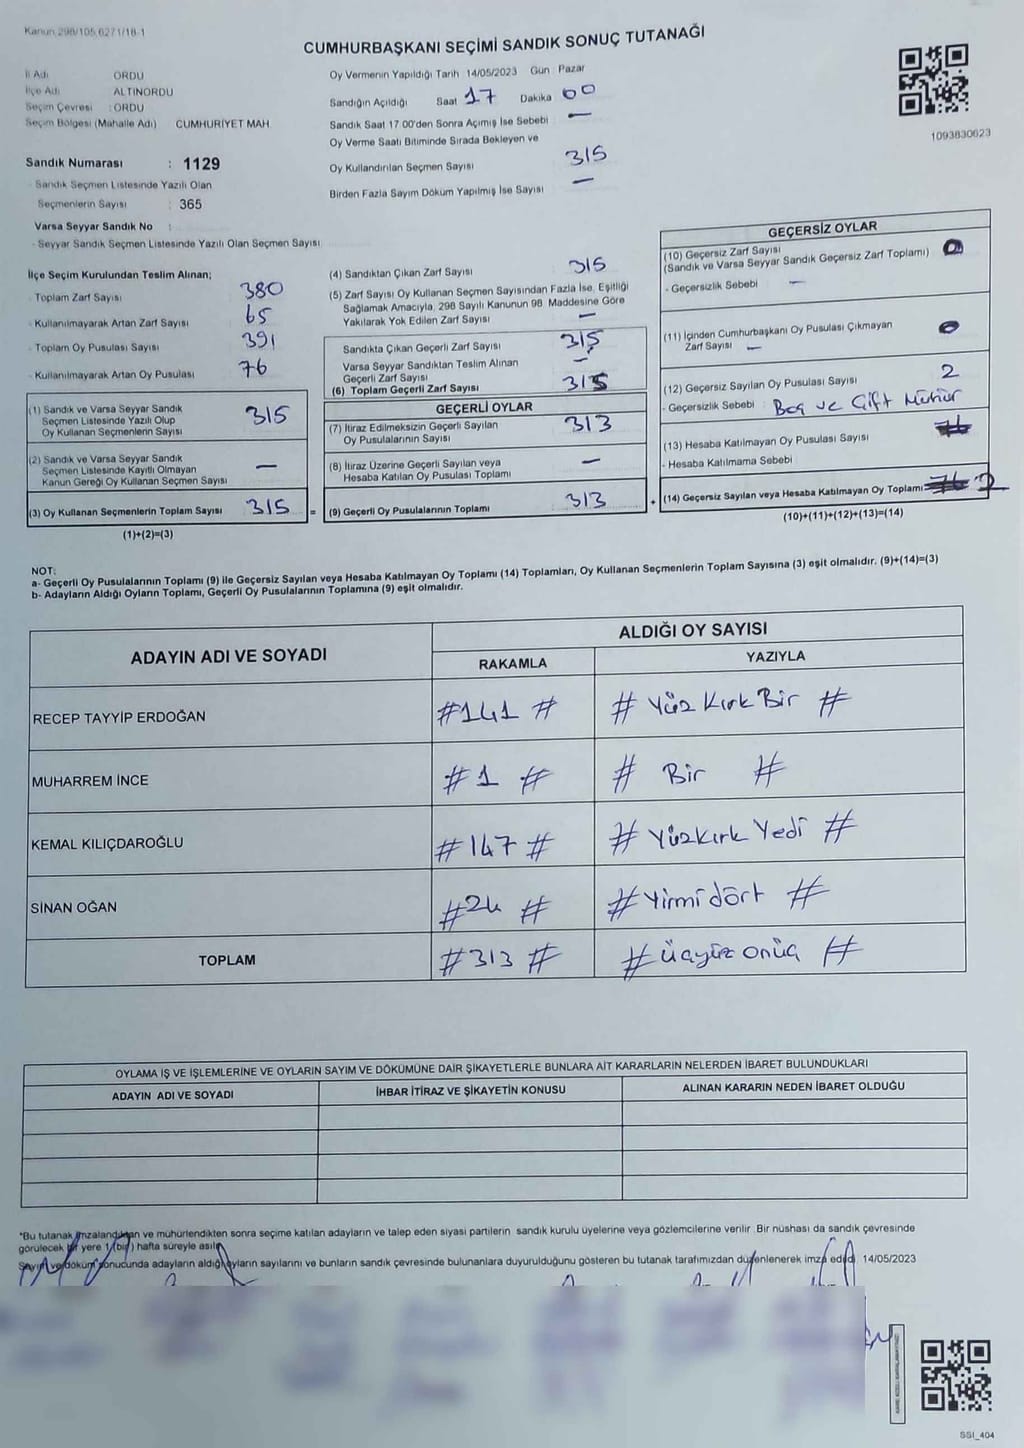 Kanun 298/105,6271/18-1
CUMHURBAŞKANI SEÇİMİ SANDIK SONUÇ TUTANAĞI
İl Adı ORDU
İlçe Adı ALTINORDU
Seçim Çevresi : ORDU
Seçim Bölgesi (Mahalle Adı) CUMHURİYET MAH.
Sandık Numarası : 1129
- Sandık Seçmen Listesinde Yazılı Olan
Seçmenlerin Sayısı : 365
Varsa Seyyar Sandık No :
- Seyyar Sandık Seçmen Listesinde Yazılı Olan Seçmen Sayısı
Oy Vermenin Yapıldığı Tarih 14/05/2023 Gün : Pazar
Sandığın Açıldığı Saat 17 Dakika 00
Sandık Saat 17:00'den Sonra Açılmış İse Sebebi —
Oy Verme Saati Bitiminde Sırada Bekleyen ve
Oy Kullandırılan Seçmen Sayısı 315
Birden Fazla Sayım Döküm Yapılmış İse Sayısı —
1093830623
İlçe Seçim Kurulundan Teslim Alınan;
- Toplam Zarf Sayısı 380
- Kullanılmayarak Artan Zarf Sayısı 65
- Toplam Oy Pusulası Sayısı 391
- Kullanılmayarak Artan Oy Pusulası 76
(1) Sandık ve Varsa Seyyar Sandık
Seçmen Listesinde Yazılı Olup
Oy Kullanan Seçmenlerin Sayısı 315
(2) Sandık ve Varsa Seyyar Sandık
Seçmen Listesinde Kayıtlı Olmayan
Kanun Gereği Oy Kullanan Seçmen Sayısı —
(3) Oy Kullanan Seçmenlerin Toplam Sayısı 315 =
(1)+(2)=(3)
(4) Sandıktan Çıkan Zarf Sayısı 315
(5) Zarf Sayısı Oy Kullanan Seçmen Sayısından Fazla İse, Eşitliği
Sağlamak Amacıyla, 298 Sayılı Kanunun 98. Maddesine Göre
Yakılarak Yok Edilen Zarf Sayısı —
Sandıkta Çıkan Geçerli Zarf Sayısı 315
Varsa Seyyar Sandıktan Teslim Alınan
Geçerli Zarf Sayısı —
(6) Toplam Geçerli Zarf Sayısı 315
GEÇERLİ OYLAR
(7) İtiraz Edilmeksizin Geçerli Sayılan
Oy Pusulalarının Sayısı 313
(8) İtiraz Üzerine Geçerli Sayılan veya
Hesaba Katılan Oy Pusulası Toplamı —
(9) Geçerli Oy Pusulalarının Toplamı 313 +
GEÇERSİZ OYLAR
(10) Geçersiz Zarf Sayısı
(Sandık ve Varsa Seyyar Sandık Geçersiz Zarf Toplamı) 0
- Geçersizlik Sebebi —
(11) İçinden Cumhurbaşkanı Oy Pusulası Çıkmayan
Zarf Sayısı — 0
(12) Geçersiz Sayılan Oy Pusulası Sayısı 2
- Geçersizlik Sebebi : Boş ve Çift Mühür
(13) Hesaba Katılmayan Oy Pusulası Sayısı 76
- Hesaba Katılmama Sebebi
(14) Geçersiz Sayılan veya Hesaba Katılmayan Oy Toplamı 76 2
(10)+(11)+(12)+(13)=(14)
NOT:
a- Geçerli Oy Pusulalarının Toplamı (9) ile Geçersiz Sayılan veya Hesaba Katılmayan Oy Toplamı (14) Toplamları, Oy Kullanan Seçmenlerin Toplam Sayısına (3) eşit olmalıdır. (9)+(14)=(3)
b- Adayların Aldığı Oyların Toplamı, Geçerli Oy Pusulalarının Toplamına (9) eşit olmalıdır.
ADAYIN ADI VE SOYADI ALDIĞI OY SAYISI
RAKAMLA YAZIYLA
RECEP TAYYİP ERDOĞAN #141 # # Yüz Kırk Bir #
MUHARREM İNCE # 1 # # Bir #
KEMAL KILIÇDAROĞLU # 147 # # Yüzkırk Yedi #
SİNAN OĞAN #24 # # Yirmi dört #
TOPLAM #313 # # üçyüz onüç #
OYLAMA İŞ VE İŞLEMLERİNE VE OYLARIN SAYIM VE DÖKÜMÜNE DAİR ŞİKAYETLERLE BUNLARA AİT KARARLARIN NELERDEN İBARET BULUNDUKLARI
ADAYIN ADI VE SOYADI İHBAR İTİRAZ VE ŞİKAYETİN KONUSU ALINAN KARARIN NEDEN İBARET OLDUĞU
*Bu tutanak imzalandıktan ve mühürlendikten sonra seçime katılan adayların ve talep eden siyasi partilerin sandık kurulu üyelerine veya gözlemcilerine verilir. Bir nüshası da sandık çevresinde
görülecek bir yere 1 (bir) hafta süreyle asılır.
Sayım ve döküm sonucunda adayların aldığı oyların sayılarını ve bunların sandık çevresinde bulunanlara duyurulduğunu gösteren bu tutanak tarafımızdan düzenlenerek imza edildi. 14/05/2023
SSI_404